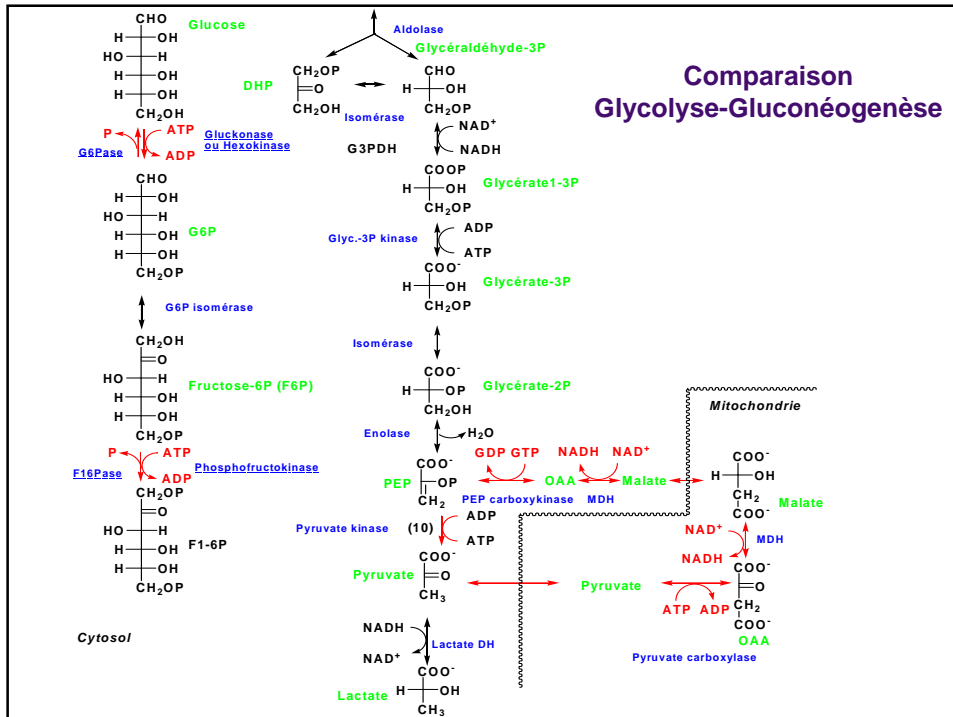 Comparaison
Glycolyse-Gluconéogenèse
CHO
Glucose
H OH
HO H
H OH
H OH
CH2OH
P ATP
G6Pase
ADP
Gluckonase
ou Hexokinase
CHO
H OH
HO H
G6P
H OH
H OH
CH2OP
G6P isomérase
CH2OH
O
HO H
Fructose-6P (F6P)
H OH
H OH
CH2OP
P ATP
F16Pase
ADP
Phosphofructokinase
CH2OP
O
HO H
H OH
F1-6P
H OH
CH2OP
Cytosol
Aldolase
Glycéraldéhyde-3P
DHP
CH2OP
O
CH2OH
CHO
H OH
CH2OP
Isomérase
NAD+
G3PDH
NADH
COOP
H OH
Glycérate1-3P
CH2OP
ADP
Glyc.-3P kinase
ATP
COO-
H OH
Glycérate-3P
CH2OP
Isomérase
COO-
H OP
Glycérate-2P
CH2OH
Enolase
H2O
COO-
PEP
OP
CH2
GDP GTP
PEP carboxykinase
OAA
NADH NAD+
MDH
Malate
Mitochondrie
COO-
H OH
CH2
COO-
Malate
NAD+
MDH
NADH
COO-
O
CH2
COO-
OAA
Pyruvate kinase
(10)
ADP
ATP
COO-
Pyruvate
O
CH3
Pyruvate
ATP ADP
Pyruvate carboxylase
NADH
Lactate DH
NAD+
COO-
H OH
Lactate
CH3